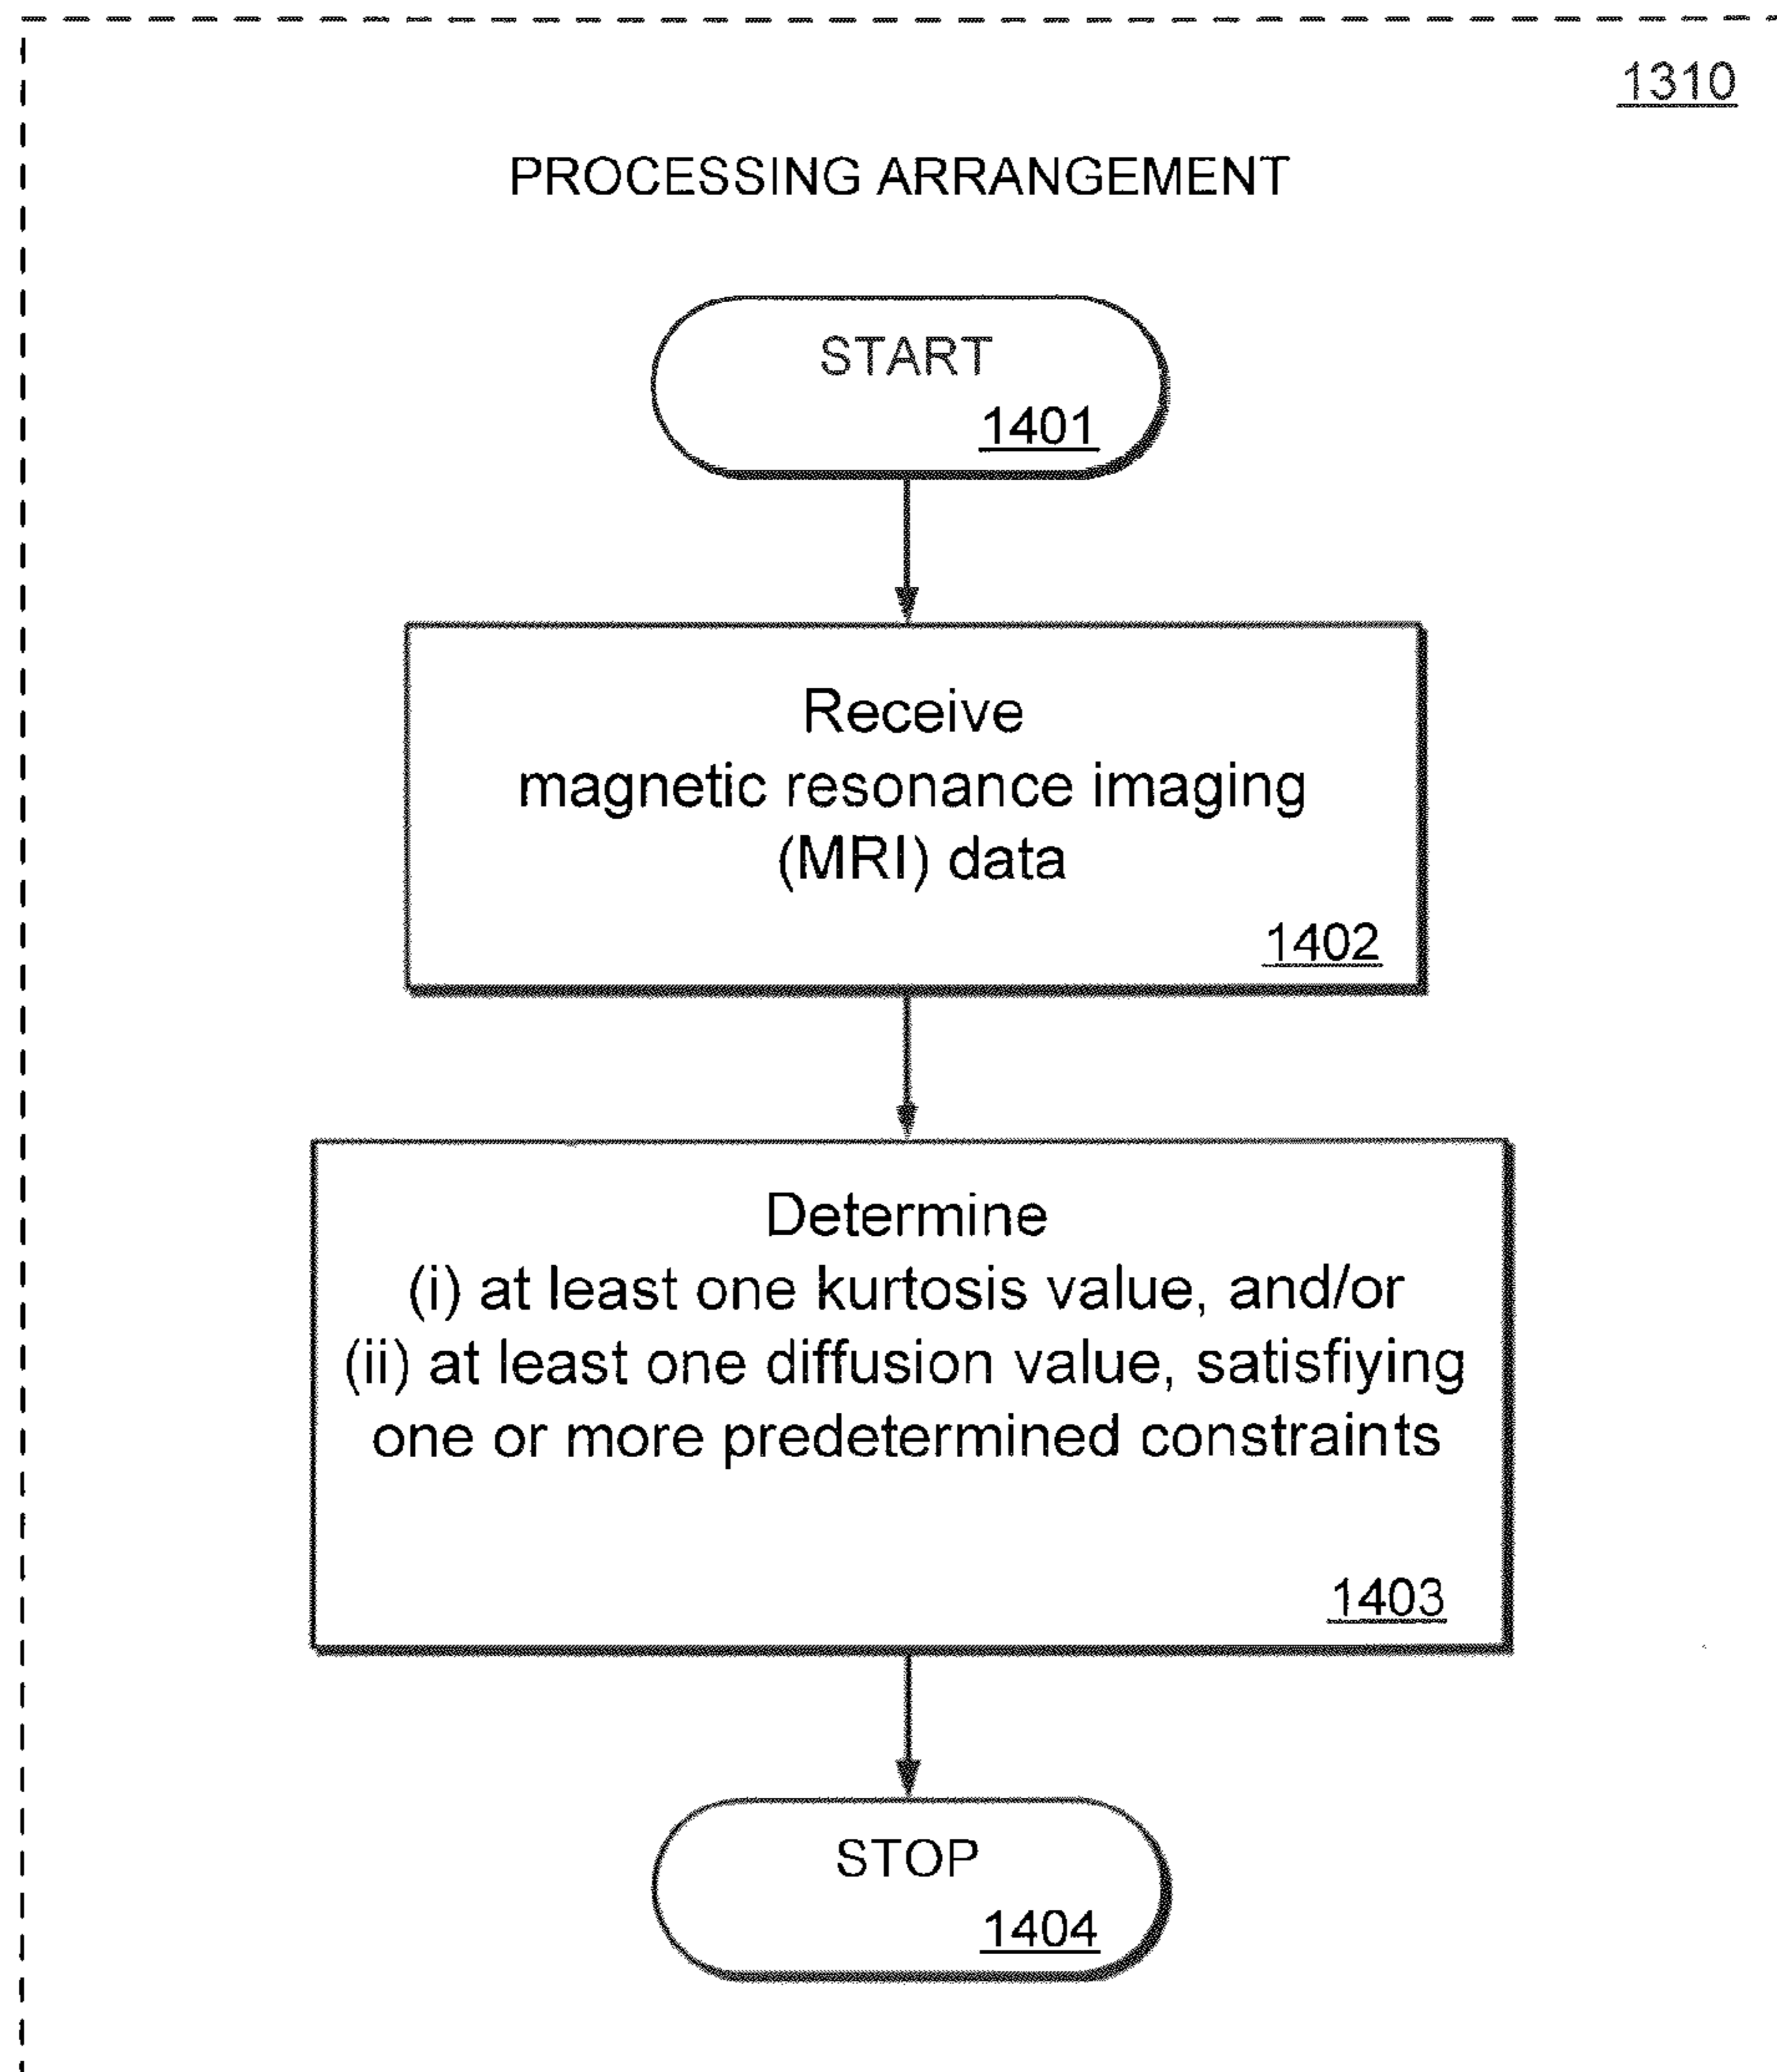 1310
PROCESSING ARRANGEMENT
START
1401
Receive
magnetic resonance imaging
(MRI) data
1402
Determine
(i) at least one kurtosis value, and/or
(ii) at least one diffusion value, satisfiying
one or more predetermined constraints
1403
STOP
1404